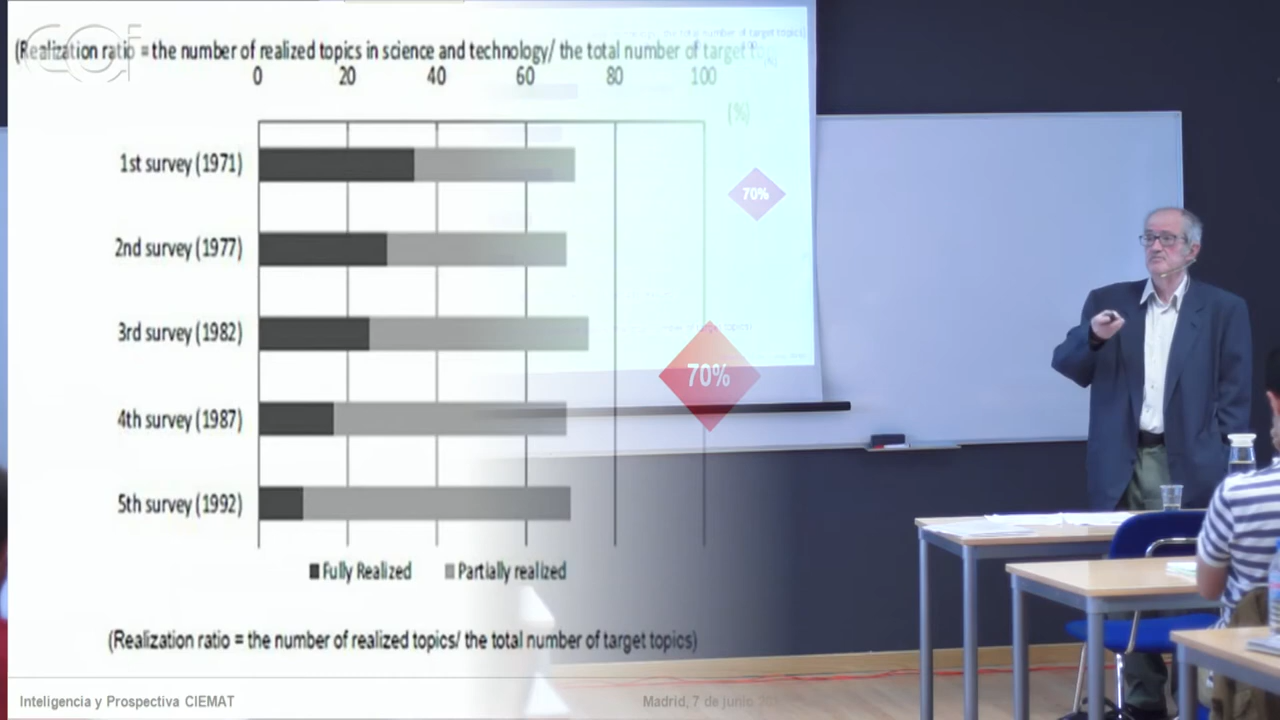 (Realization ratio = the number of realized topics in science and technology/ the total number of target
0 20 40 60 80 100
(%)
1st survey (1971)
70%
2nd survey (1977)
3rd survey (1982)
70%
4th survey (1987)
5th survey (1992)
Fully Realized Partially realized
(Realization ratio = the number of realized topics/ the total number of target topics)
Inteligencia y Prospectiva CIEMAT Madrid, 7 de junio